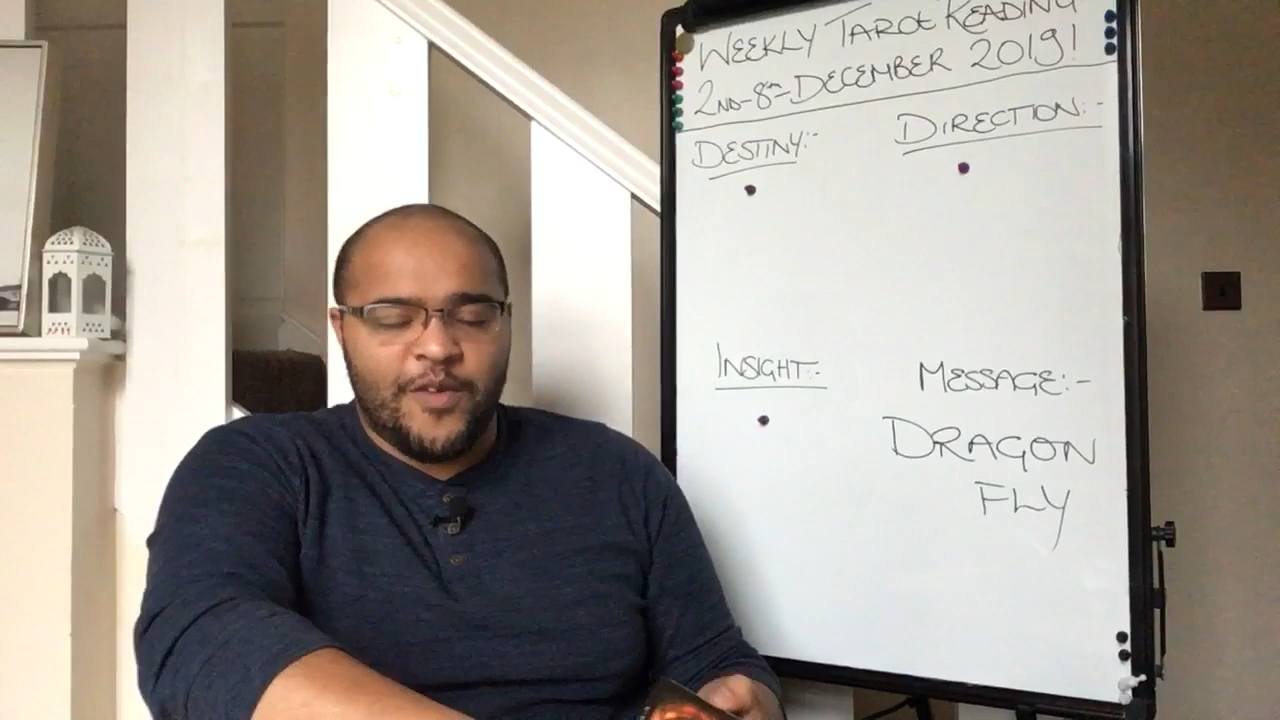 WEEKLY TAROT READING
2ND-8TH DECEMBER 2019!
DESTINY:-
DIRECTION:-
INSIGHT:-
MESSAGE:-
DRAGON
FLY